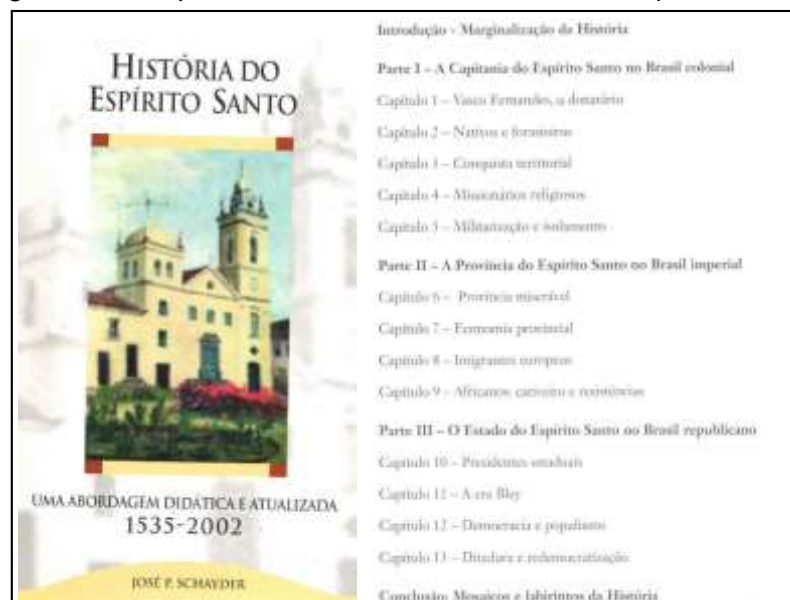 HISTÓRIA DO
ESPÍRITO SANTO
UMA ABORDAGEM DIDÁTICA E ATUALIZADA
1535-2002
JOSÉ P. SCHAYDER
Introdução - Marginalização da História
Parte I – A Capitania do Espírito Santo no Brasil colonial
Capítulo 1 – Vasco Fernandes, o donatário
Capítulo 2 – Nativos e forasteiros
Capítulo 3 – Conquista territorial
Capítulo 4 – Missionários religiosos
Capítulo 5 – Militarização e isolamento
Parte II – A Província do Espírito Santo no Brasil imperial
Capítulo 6 – Província miserável
Capítulo 7 – Economia provincial
Capítulo 8 – Imigrantes europeus
Capítulo 9 – Africanos: cativeiro e resistências
Parte III – O Estado do Espírito Santo no Brasil republicano
Capítulo 10 – Presidentes estaduais
Capítulo 11 – A era Bley
Capítulo 12 – Democracia e populismo
Capítulo 13 – Ditadura e redemocratização
Conclusão: Mosaicos e labirintos da História